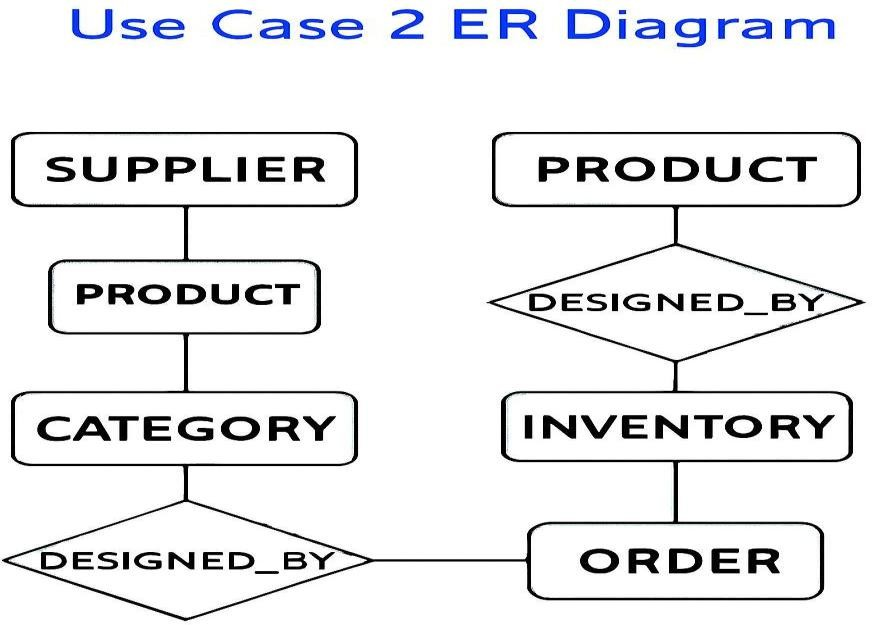 Use Case 2 ER Diagram
SUPPLIER
PRODUCT
CATEGORY
DESIGNED_BY
PRODUCT
DESIGNED_BY
INVENTORY
ORDER